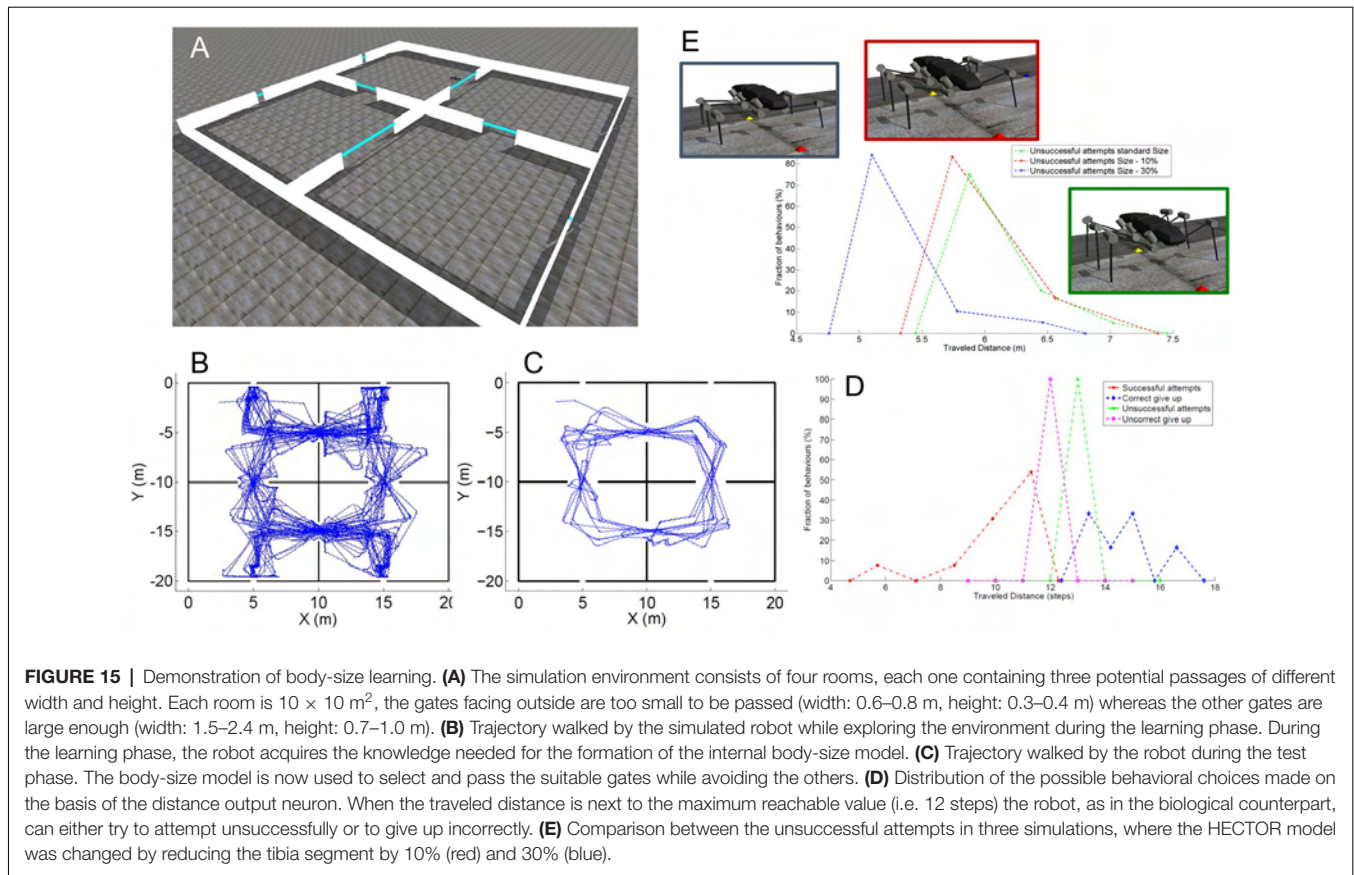 A
E
Unsuccessful attempts standard Size
Unsuccessful attempts Size - 10%
Unsuccessful attempts Size - 30%
Fraction of behaviours (%)
80
70
60
50
40
30
20
10
0
4.5 5 5.5 6 6.5 7 7.5
Traveled Distance (m)
B
0
−5
−10
−15
−20
Y (m)
0 5 10 15 20
X (m)
C
0
−5
−10
−15
−20
Y (m)
0 5 10 15 20
X (m)
D
Successful attempts
Correct give up
Unsuccessful attempts
Uncorrect give up
Fraction of behaviours (%)
100
90
80
70
60
50
40
30
20
10
0
4 6 8 10 12 14 16 18
Traveled Distance (steps)
FIGURE 15 | Demonstration of body-size learning. (A) The simulation environment consists of four rooms, each one containing three potential passages of different
width and height. Each room is 10 × 10 m², the gates facing outside are too small to be passed (width: 0.6–0.8 m, height: 0.3–0.4 m) whereas the other gates are
large enough (width: 1.5–2.4 m, height: 0.7–1.0 m). (B) Trajectory walked by the simulated robot while exploring the environment during the learning phase. During
the learning phase, the robot acquires the knowledge needed for the formation of the internal body-size model. (C) Trajectory walked by the robot during the test
phase. The body-size model is now used to select and pass the suitable gates while avoiding the others. (D) Distribution of the possible behavioral choices made on
the basis of the distance output neuron. When the traveled distance is next to the maximum reachable value (i.e. 12 steps) the robot, as in the biological counterpart,
can either try to attempt unsuccessfully or to give up incorrectly. (E) Comparison between the unsuccessful attempts in three simulations, where the HECTOR model
was changed by reducing the tibia segment by 10% (red) and 30% (blue).